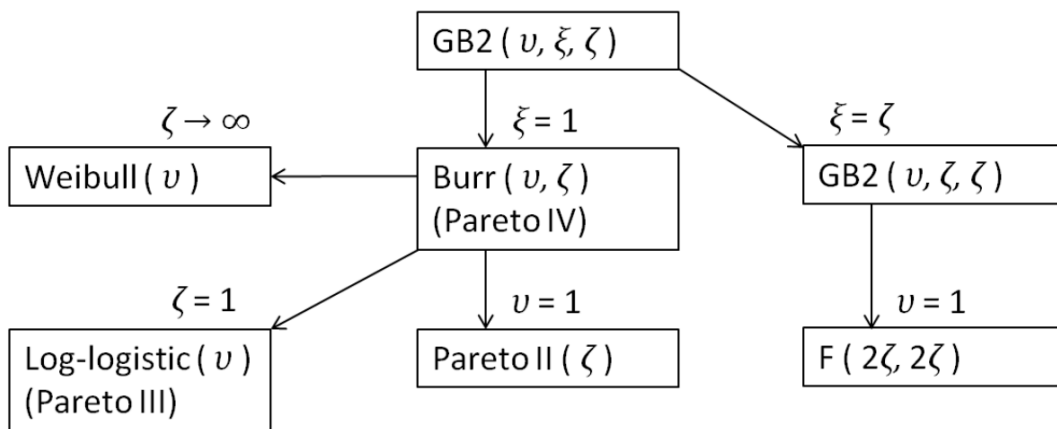 GB2 ( υ, ξ, ζ )
ζ → ∞
ξ = 1
ξ = ζ
Weibull ( υ )
Burr ( υ, ζ )
(Pareto IV)
GB2 ( υ, ζ, ζ )
ζ = 1
υ = 1
υ = 1
Log-logistic ( υ )
(Pareto III)
Pareto II ( ζ )
F ( 2ζ, 2ζ )